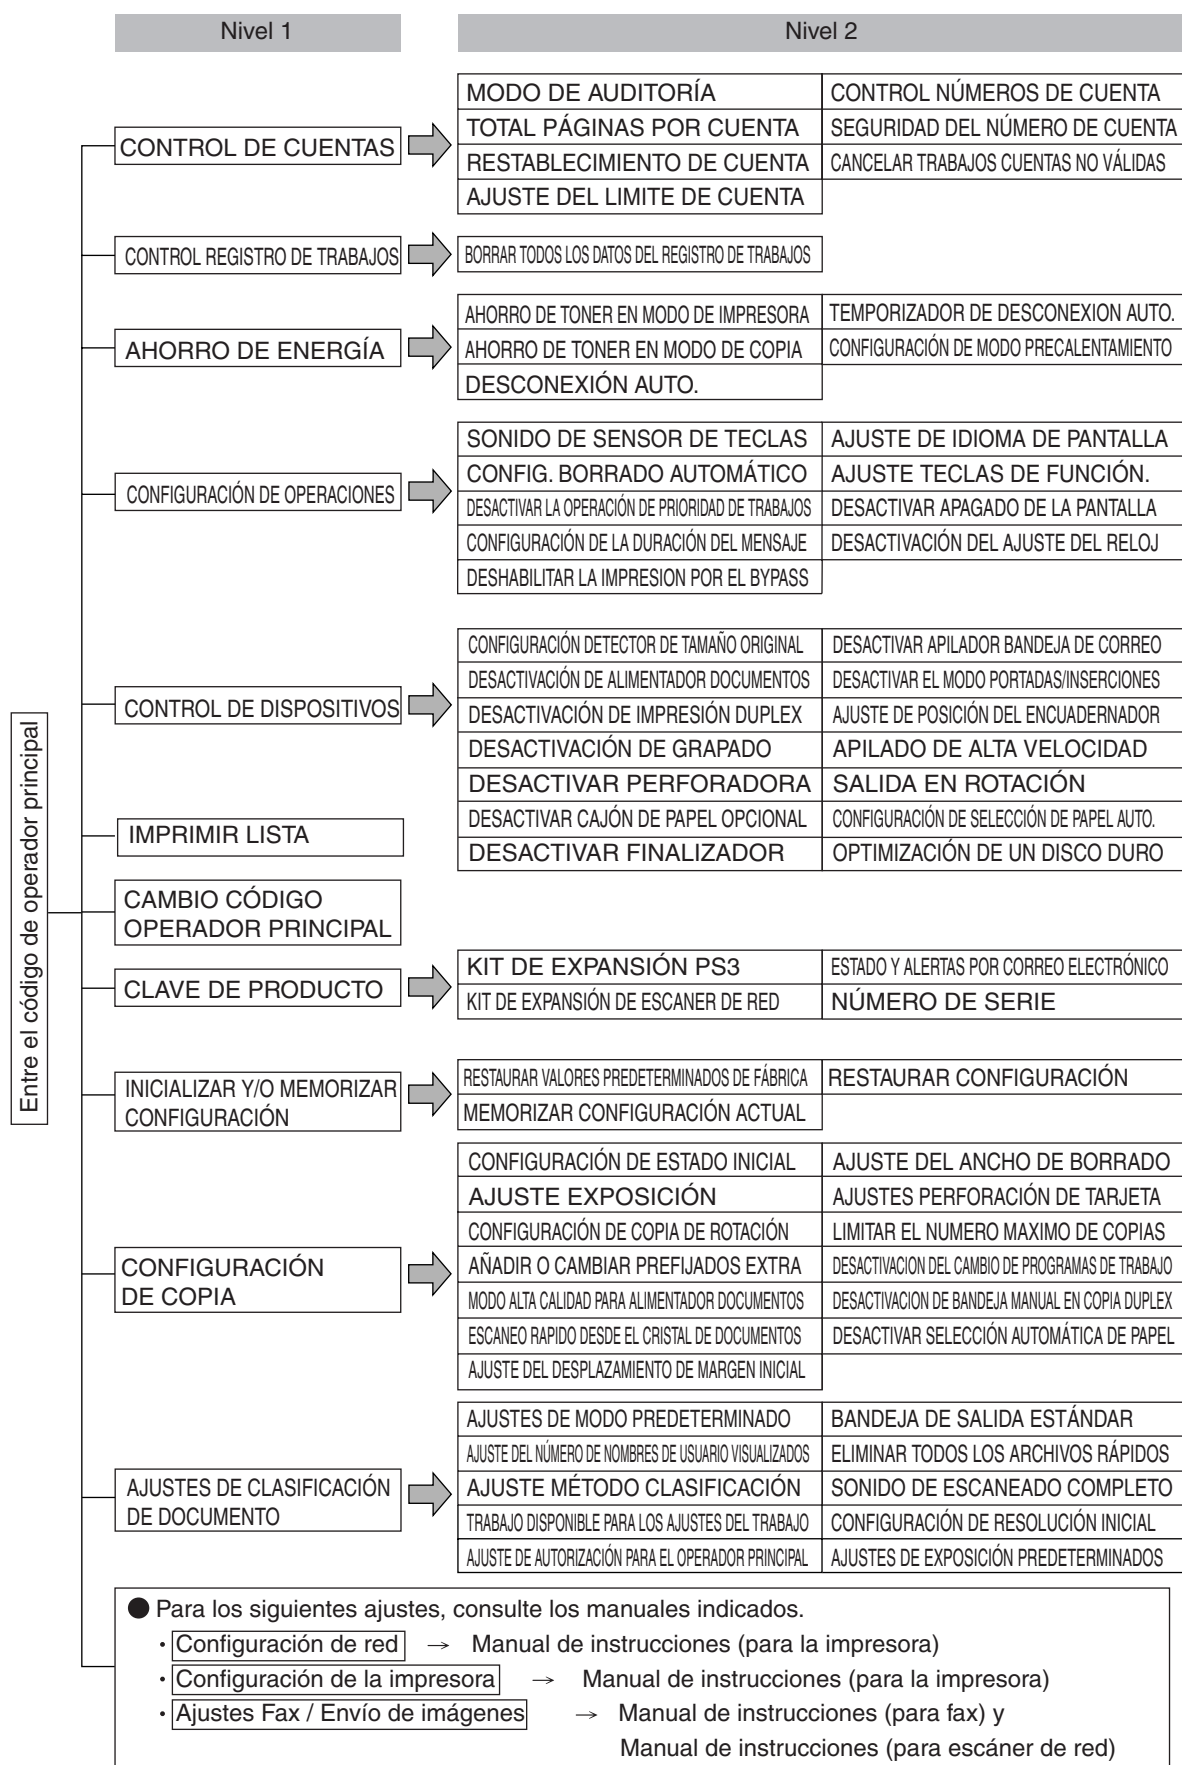 Nivel 1
Nivel 2
Entre el código de operador principal
CONTROL DE CUENTAS
MODO DE AUDITORÍA
CONTROL NÚMEROS DE CUENTA
TOTAL PÁGINAS POR CUENTA
SEGURIDAD DEL NÚMERO DE CUENTA
RESTABLECIMIENTO DE CUENTA
CANCELAR TRABAJOS CUENTAS NO VÁLIDAS
AJUSTE DEL LIMITE DE CUENTA
CONTROL REGISTRO DE TRABAJOS
BORRAR TODOS LOS DATOS DEL REGISTRO DE TRABAJOS
AHORRO DE ENERGÍA
AHORRO DE TONER EN MODO DE IMPRESORA
TEMPORIZADOR DE DESCONEXION AUTO.
AHORRO DE TONER EN MODO DE COPIA
CONFIGURACIÓN DE MODO PRECALENTAMIENTO
DESCONEXIÓN AUTO.
CONFIGURACIÓN DE OPERACIONES
SONIDO DE SENSOR DE TECLAS
AJUSTE DE IDIOMA DE PANTALLA
CONFIG. BORRADO AUTOMÁTICO
AJUSTE TECLAS DE FUNCIÓN.
DESACTIVAR LA OPERACIÓN DE PRIORIDAD DE TRABAJOS
DESACTIVAR APAGADO DE LA PANTALLA
CONFIGURACIÓN DE LA DURACIÓN DEL MENSAJE
DESACTIVACIÓN DEL AJUSTE DEL RELOJ
DESHABILITAR LA IMPRESION POR EL BYPASS
CONTROL DE DISPOSITIVOS
CONFIGURACIÓN DETECTOR DE TAMAÑO ORIGINAL
DESACTIVAR APILADOR BANDEJA DE CORREO
DESACTIVACIÓN DE ALIMENTADOR DOCUMENTOS
DESACTIVAR EL MODO PORTADAS/INSERCIONES
DESACTIVACIÓN DE IMPRESIÓN DUPLEX
AJUSTE DE POSICIÓN DEL ENCUADERNADOR
DESACTIVACIÓN DE GRAPADO
APILADO DE ALTA VELOCIDAD
DESACTIVAR PERFORADORA
SALIDA EN ROTACIÓN
DESACTIVAR CAJÓN DE PAPEL OPCIONAL
CONFIGURACIÓN DE SELECCIÓN DE PAPEL AUTO.
DESACTIVAR FINALIZADOR
OPTIMIZACIÓN DE UN DISCO DURO
IMPRIMIR LISTA
CAMBIO CÓDIGO
OPERADOR PRINCIPAL
CLAVE DE PRODUCTO
KIT DE EXPANSIÓN PS3
ESTADO Y ALERTAS POR CORREO ELECTRÓNICO
KIT DE EXPANSIÓN DE ESCANER DE RED
NÚMERO DE SERIE
INICIALIZAR Y/O MEMORIZAR
CONFIGURACIÓN
RESTAURAR VALORES PREDETERMINADOS DE FÁBRICA
RESTAURAR CONFIGURACIÓN
MEMORIZAR CONFIGURACIÓN ACTUAL
CONFIGURACIÓN
DE COPIA
CONFIGURACIÓN DE ESTADO INICIAL
AJUSTE DEL ANCHO DE BORRADO
AJUSTE EXPOSICIÓN
AJUSTES PERFORACIÓN DE TARJETA
CONFIGURACIÓN DE COPIA DE ROTACIÓN
LIMITAR EL NUMERO MAXIMO DE COPIAS
AÑADIR O CAMBIAR PREFIJADOS EXTRA
DESACTIVACION DEL CAMBIO DE PROGRAMAS DE TRABAJO
MODO ALTA CALIDAD PARA ALIMENTADOR DOCUMENTOS
DESACTIVACION DE BANDEJA MANUAL EN COPIA DUPLEX
ESCANEO RAPIDO DESDE EL CRISTAL DE DOCUMENTOS
DESACTIVAR SELECCIÓN AUTOMÁTICA DE PAPEL
AJUSTE DEL DESPLAZAMIENTO DE MARGEN INICIAL
AJUSTES DE CLASIFICACIÓN
DE DOCUMENTO
AJUSTES DE MODO PREDETERMINADO
BANDEJA DE SALIDA ESTÁNDAR
AJUSTE DEL NÚMERO DE NOMBRES DE USUARIO VISUALIZADOS
ELIMINAR TODOS LOS ARCHIVOS RÁPIDOS
AJUSTE MÉTODO CLASIFICACIÓN
SONIDO DE ESCANEADO COMPLETO
TRABAJO DISPONIBLE PARA LOS AJUSTES DEL TRABAJO
CONFIGURACIÓN DE RESOLUCIÓN INICIAL
AJUSTE DE AUTORIZACIÓN PARA EL OPERADOR PRINCIPAL
AJUSTES DE EXPOSICIÓN PREDETERMINADOS
● Para los siguientes ajustes, consulte los manuales indicados.
· Configuración de red → Manual de instrucciones (para la impresora)
· Configuración de la impresora → Manual de instrucciones (para la impresora)
· Ajustes Fax / Envío de imágenes → Manual de instrucciones (para fax) y
Manual de instrucciones (para escáner de red)